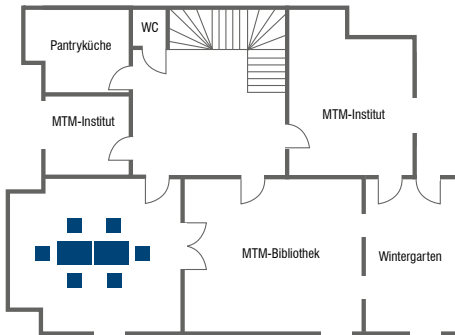 WC
Pantryküche
MTM-Institut
MTM-Institut
MTM-Bibliothek
Wintergarten